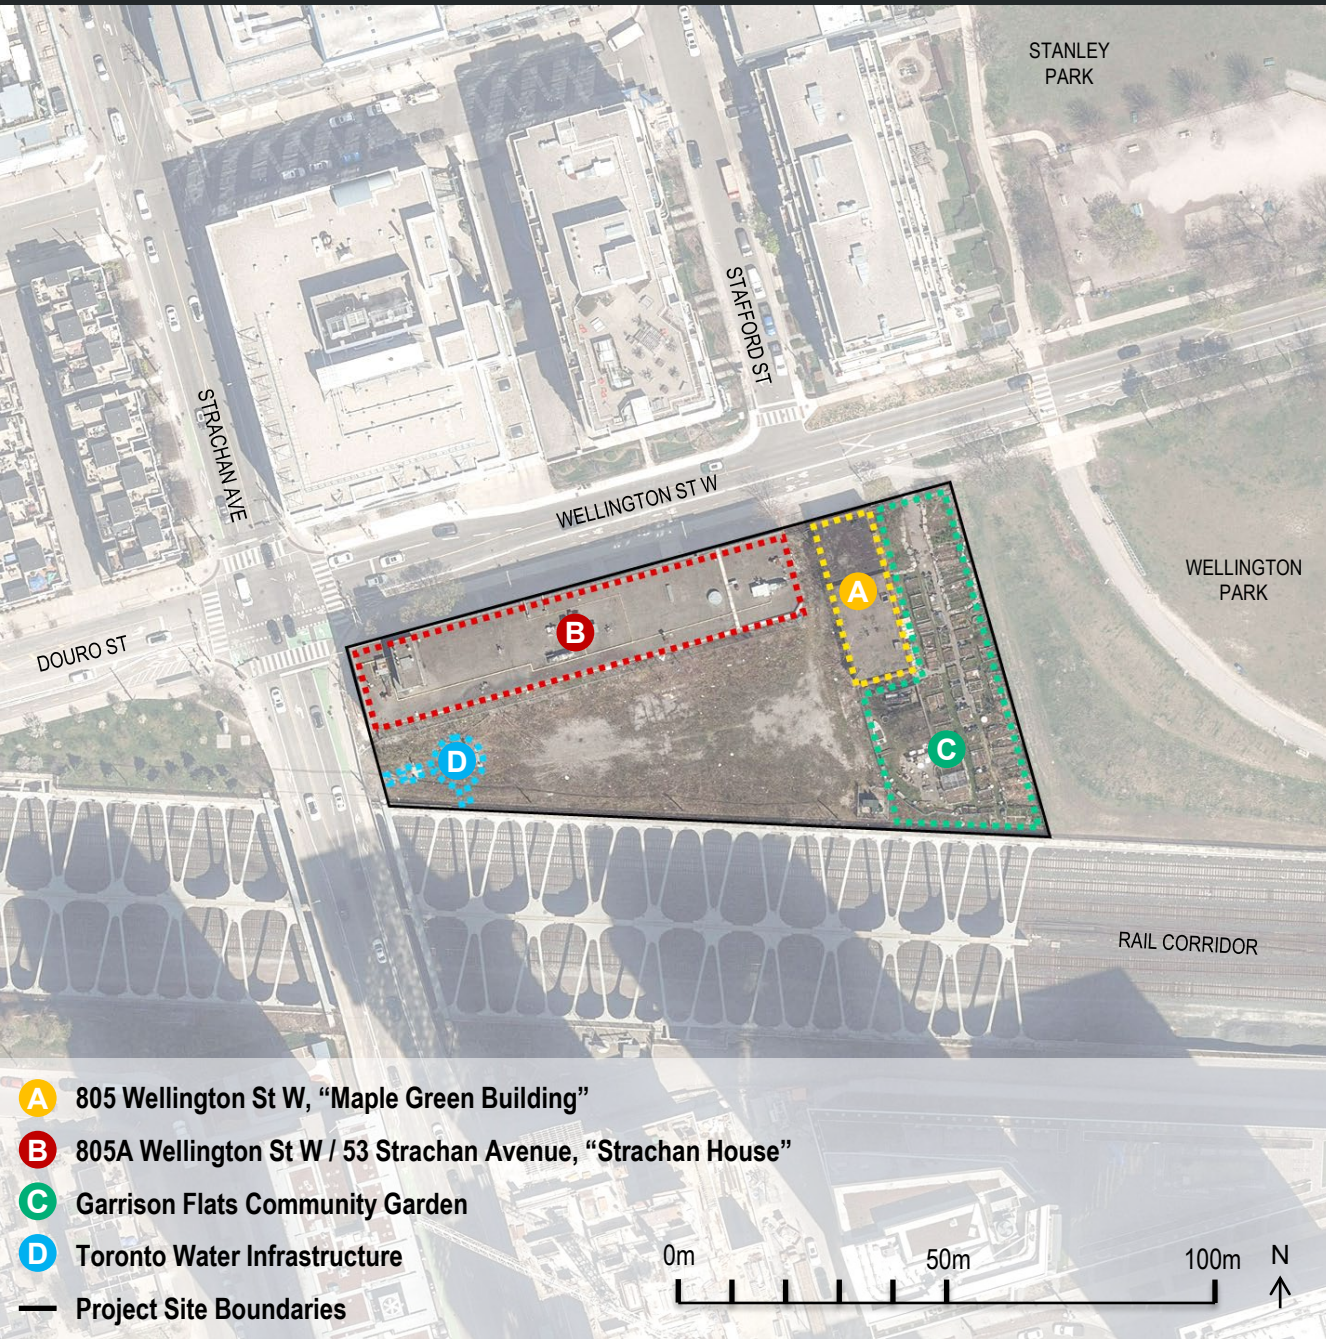 STANLEY
PARK
STAFFORD ST
STRACHAN AVE
WELLINGTON ST W
WELLINGTON
PARK
A
B
DOURO ST
C
D
RAIL CORRIDOR
A 805 Wellington St W, “Maple Green Building”
B 805A Wellington St W / 53 Strachan Avenue, “Strachan House”
C Garrison Flats Community Garden
D Toronto Water Infrastructure
Project Site Boundaries
0m 50m 100m N